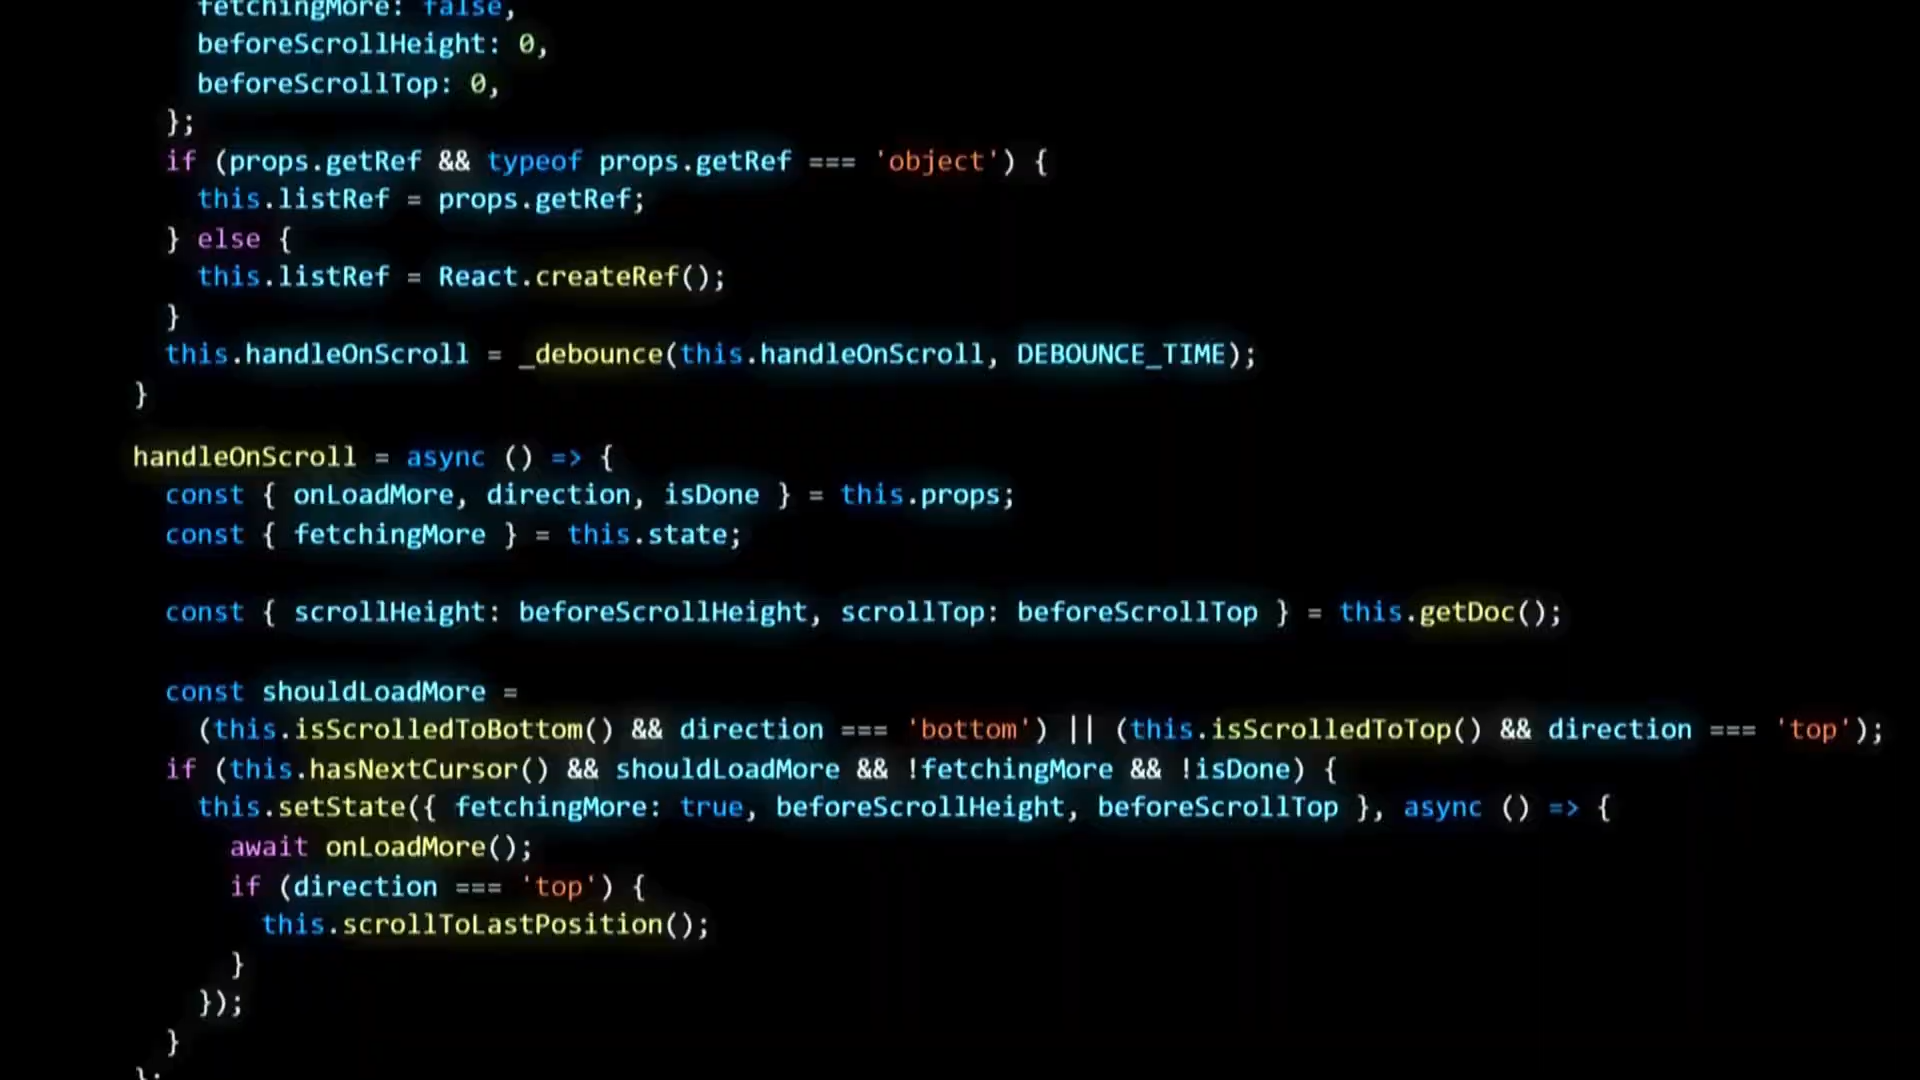 fetchingMore: false,
beforeScrollHeight: 0,
beforeScrollTop: 0,
};
if (props.getRef && typeof props.getRef === 'object') {
this.listRef = props.getRef;
} else {
this.listRef = React.createRef();
}
this.handleOnScroll = _debounce(this.handleOnScroll, DEBOUNCE_TIME);
}
handleOnScroll = async () => {
const { onLoadMore, direction, isDone } = this.props;
const { fetchingMore } = this.state;
const { scrollHeight: beforeScrollHeight, scrollTop: beforeScrollTop } = this.getDoc();
const shouldLoadMore =
(this.isScrolledToBottom() && direction === 'bottom') || (this.isScrolledToTop() && direction === 'top');
if (this.hasNextCursor() && shouldLoadMore && !fetchingMore && !isDone) {
this.setState({ fetchingMore: true, beforeScrollHeight, beforeScrollTop }, async () => {
await onLoadMore();
if (direction === 'top') {
this.scrollToLastPosition();
}
});
}
};